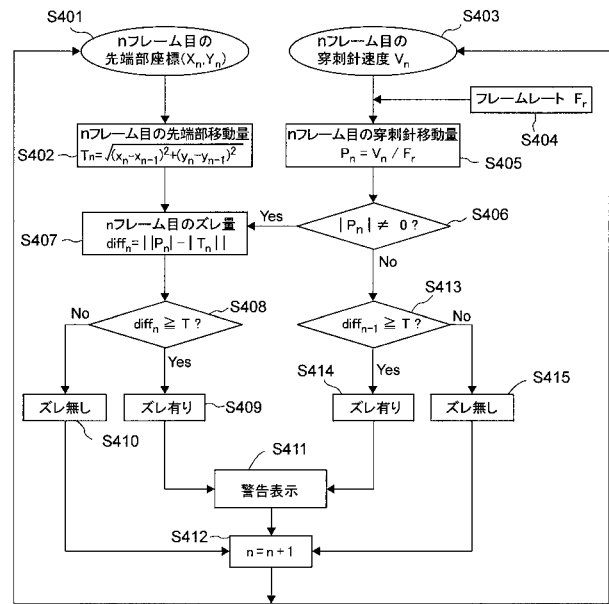 S401
nフレーム目の
先端部座標(Xn,Yn)
S403
nフレーム目の
穿刺針速度 Vn
フレームレート Fr
S404
nフレーム目の先端部移動量
Tn=√(xn-xn-1)²+(yn-yn-1)²
S402
nフレーム目の穿刺針移動量
Pn = Vn / Fr
S405
nフレーム目のズレ量
diffn=||Pn|-|Tn||
S407
Yes
|Pn| ≠ 0 ?
S406
No
diffn ≧ T ?
S408
No
Yes
diffn-1 ≧ T ?
S413
No
Yes
ズレ無し
S410
ズレ有り
S409
S414
ズレ有り
S415
ズレ無し
S411
警告表示
S412
n = n + 1